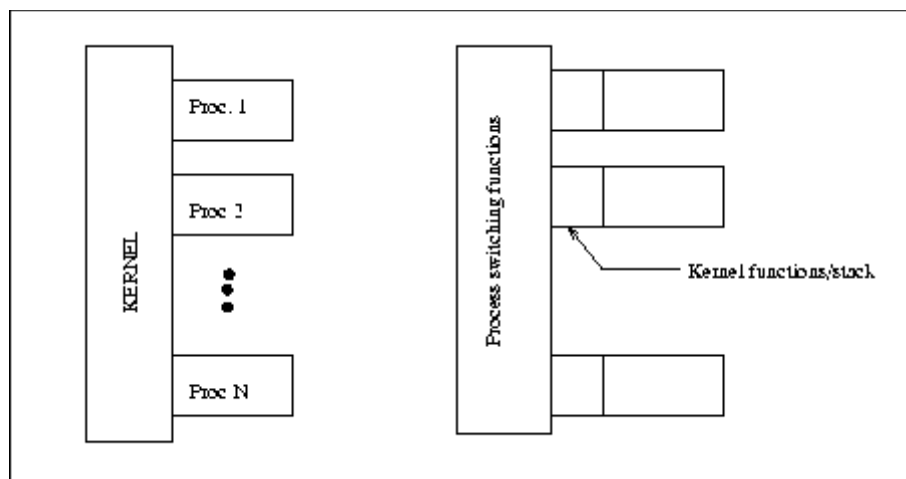 KERNEL
Proc. 1
Proc 2
Proc N
Process switching functions
Kernel functions/stack